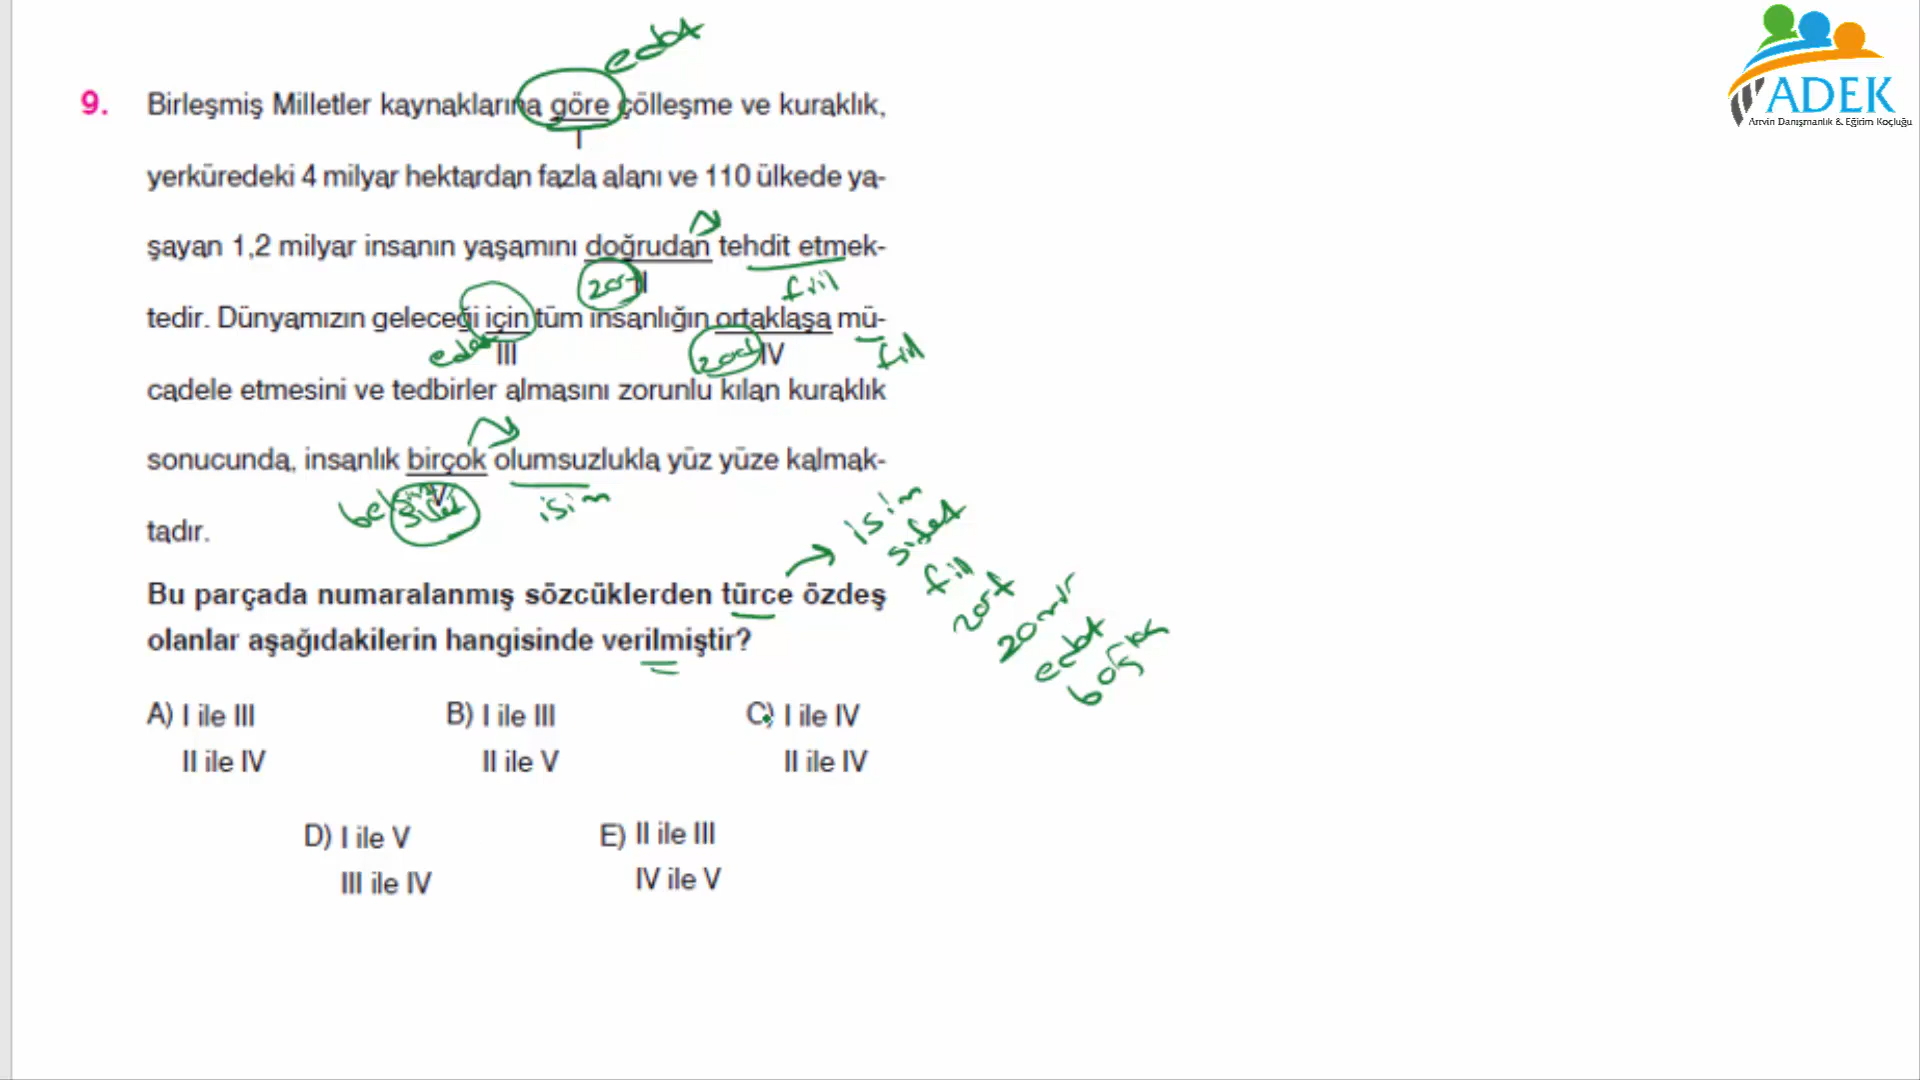 ADEK
Artvin Danışmanlık & Eğirim Koçluğu
edat
9. Birleşmiş Milletler kaynaklarına göre çölleşme ve kuraklık,
I
yerküredeki 4 milyar hektardan fazla alanı ve 110 ülkede ya-
şayan 1,2 milyar insanın yaşamını doğrudan tehdit etmek-
zarf II fiil
tedir. Dünyamızın geleceği için tüm insanlığın ortaklaşa mü-
edat III zarf IV fiil
cadele etmesini ve tedbirler almasını zorunlu kılan kuraklık
sonucunda, insanlık birçok olumsuzlukla yüz yüze kalmak-
V sıfat isim
tadır.
isim
sıfat
fiil
zarf
zamir
edat
bağlaç
Bu parçada numaralanmış sözcüklerden türce özdeş
olanlar aşağıdakilerin hangisinde verilmiştir?
A) I ile III B) I ile III C) I ile IV
II ile IV II ile V II ile IV
D) I ile V E) II ile III
III ile IV IV ile V